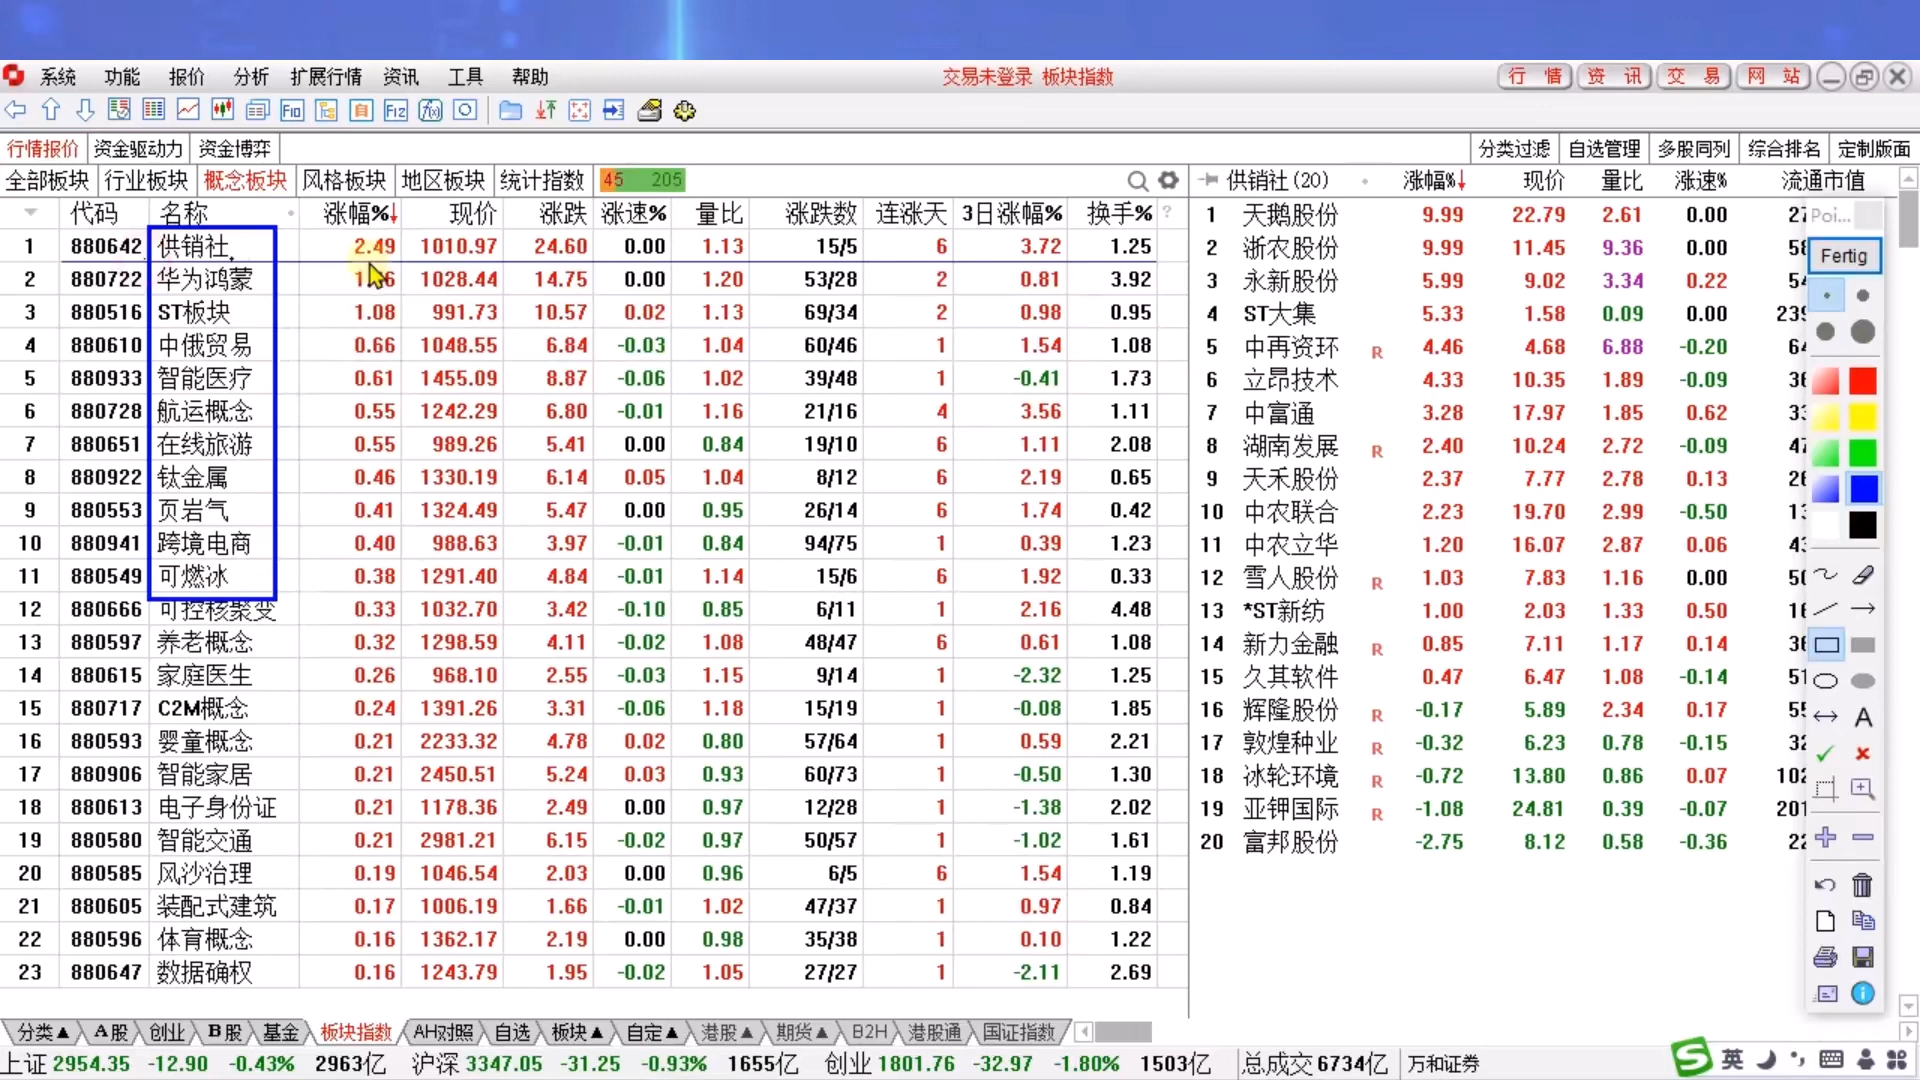 系统 功能 报价 分析 扩展行情 资讯 工具 帮助 交易未登录 板块指数 行情 资讯 交易 网站
行情报价 资金驱动力 资金博弈 分类过滤 自选管理 多股同列 综合排名 定制版面
全部板块 行业板块 概念板块 风格板块 地区板块 统计指数 45 205
代码 名称 涨幅%↓ 现价 涨跌 涨速% 量比 涨跌数 连涨天 3日涨幅% 换手%
1 880642 供销社 2.49 1010.97 24.60 0.00 1.13 15/5 6 3.72 1.25
2 880722 华为鸿蒙 1028.44 14.75 0.00 1.20 53/28 2 0.81 3.92
3 880516 ST板块 1.08 991.73 10.57 0.02 1.13 69/34 2 0.98 0.95
4 880610 中俄贸易 0.66 1048.55 6.84 -0.03 1.04 60/46 1 1.54 1.08
5 880933 智能医疗 0.61 1455.09 8.87 -0.06 1.02 39/48 1 -0.41 1.73
6 880728 航运概念 0.55 1242.29 6.80 -0.01 1.16 21/16 4 3.56 1.11
7 880651 在线旅游 0.55 989.26 5.41 0.00 0.84 19/10 6 1.11 2.08
8 880922 钛金属 0.46 1330.19 6.14 0.05 1.04 8/12 6 2.19 0.65
9 880553 页岩气 0.41 1324.49 5.47 0.00 0.95 26/14 6 1.74 0.42
10 880941 跨境电商 0.40 988.63 3.97 -0.01 0.84 94/75 1 0.39 1.23
11 880549 可燃冰 0.38 1291.40 4.84 -0.01 1.14 15/6 6 1.92 0.33
12 880666 可控核聚变 0.33 1032.70 3.42 -0.10 0.85 6/11 1 2.16 4.48
13 880597 养老概念 0.32 1298.59 4.11 -0.02 1.08 48/47 6 0.61 1.08
14 880615 家庭医生 0.26 968.10 2.55 -0.03 1.15 9/14 1 -2.32 1.25
15 880717 C2M概念 0.24 1391.26 3.31 -0.06 1.18 15/19 1 -0.08 1.85
16 880593 婴童概念 0.21 2233.32 4.78 0.02 0.80 57/64 1 0.59 2.21
17 880906 智能家居 0.21 2450.51 5.24 0.03 0.93 60/73 1 -0.50 1.30
18 880613 电子身份证 0.21 1178.36 2.49 0.00 0.97 12/28 1 -1.38 2.02
19 880580 智能交通 0.21 2981.21 6.15 -0.02 0.97 50/57 1 -1.02 1.61
20 880585 风沙治理 0.19 1046.54 2.03 0.00 0.96 6/5 6 1.54 1.19
21 880605 装配式建筑 0.17 1006.19 1.66 -0.01 1.02 47/37 1 0.97 0.84
22 880596 体育概念 0.16 1362.17 2.19 0.00 0.98 35/38 1 0.10 1.22
23 880647 数据确权 0.16 1243.79 1.95 -0.02 1.05 27/27 1 -2.11 2.69
供销社(20) 涨幅%↓ 现价 量比 涨速% 流通市值
1 天鹅股份 9.99 22.79 2.61 0.00
2 浙农股份 9.99 11.45 9.36 0.00
3 永新股份 5.99 9.02 3.34 0.22
4 ST大集 5.33 1.58 0.09 0.00
5 中再资环 R 4.46 4.68 6.88 -0.20
6 立昂技术 4.33 10.35 1.89 -0.09
7 中富通 3.28 17.97 1.85 0.62
8 湖南发展 R 2.40 10.24 2.72 -0.09
9 天禾股份 2.37 7.77 2.78 0.13
10 中农联合 2.23 19.70 2.99 -0.50
11 中农立华 1.20 16.07 2.87 0.06
12 雪人股份 R 1.03 7.83 1.16 0.00
13 *ST新纺 1.00 2.03 1.33 0.50
14 新力金融 R 0.85 7.11 1.17 0.14
15 久其软件 0.47 6.47 1.08 -0.14
16 辉隆股份 R -0.17 5.89 2.34 0.17
17 敦煌种业 R -0.32 6.23 0.78 -0.15
18 冰轮环境 R -0.72 13.80 0.86 0.07
19 亚钾国际 R -1.08 24.81 0.39 -0.07
20 富邦股份 -2.75 8.12 0.58 -0.36
Poi...
Fertig
分类▲ A股 创业 B股 基金 板块指数 AH对照 自选 板块▲ 自定▲ 港股▲ 期货▲ B2H 港股通 国证指数
上证 2954.35 -12.90 -0.43% 2963亿 沪深 3347.05 -31.25 -0.93% 1655亿 创业 1801.76 -32.97 -1.80% 1503亿 总成交 6734亿 万和证券
英